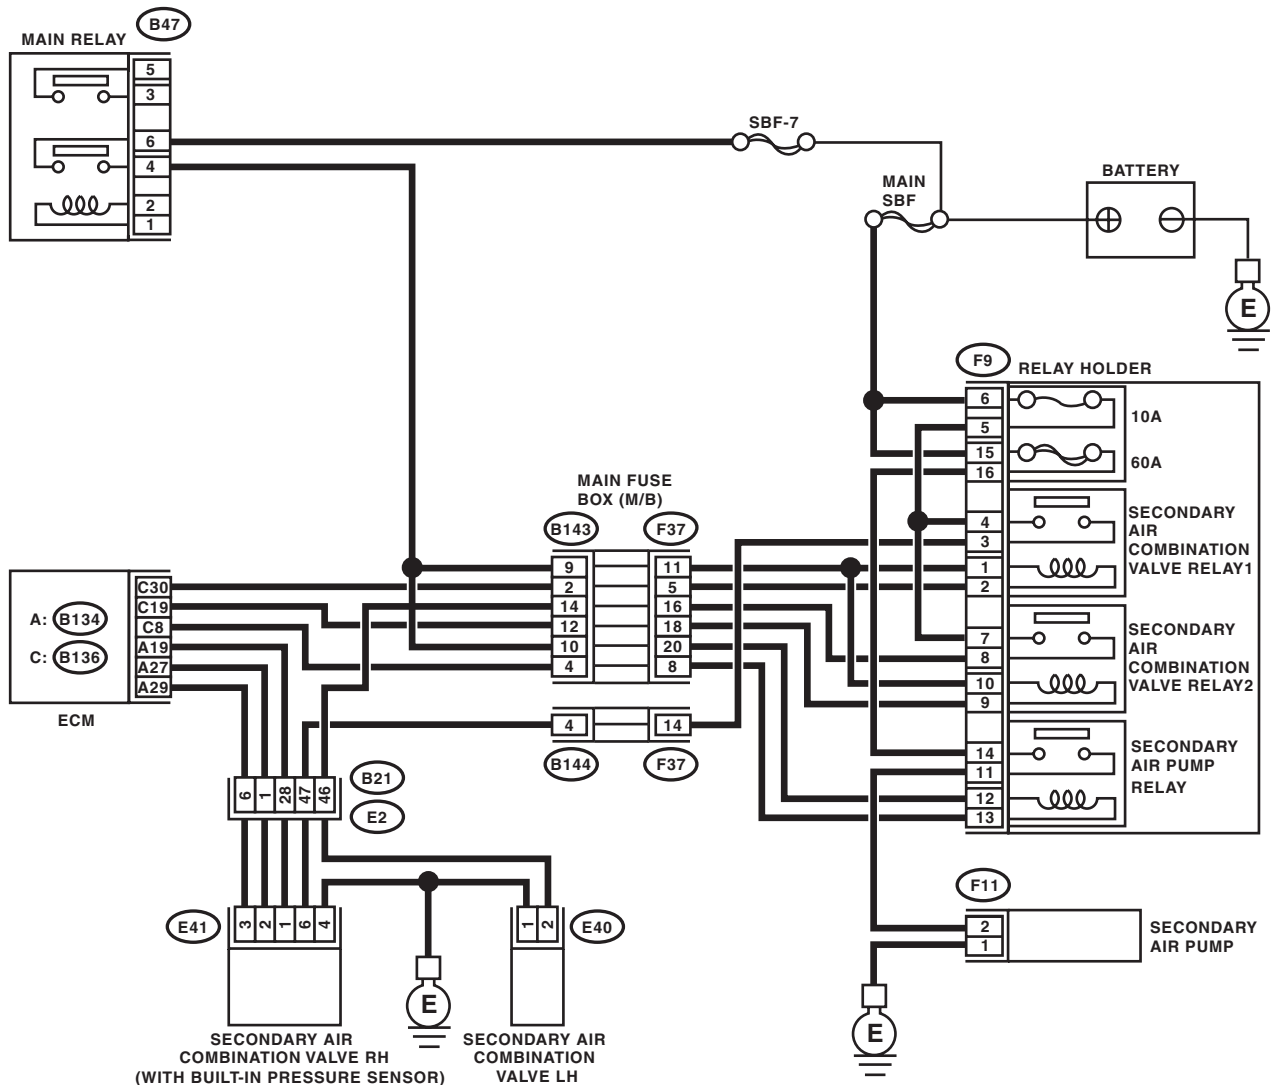 B47
MAIN RELAY
5
3
6
4
2
1
SBF-7
MAIN
SBF
BATTERY
E
F9
RELAY HOLDER
6
5
15
16
4
3
1
2
7
8
10
9
14
11
12
13
10A
60A
SECONDARY
AIR
COMBINATION
VALVE RELAY1
SECONDARY
AIR
COMBINATION
VALVE RELAY2
SECONDARY
AIR PUMP
RELAY
MAIN FUSE
BOX (M/B)
B143
F37
9
11
2
5
14
16
12
18
10
20
4
8
4
14
B144
F37
A: B134
C: B136
ECM
C30
C19
C8
A19
A27
A29
6
1
28
47
46
B21
E2
E41
3
2
1
6
4
E
1
2
E40
F11
2
1
SECONDARY
AIR PUMP
E
SECONDARY AIR
COMBINATION VALVE RH
(WITH BUILT-IN PRESSURE SENSOR)
SECONDARY AIR
COMBINATION
VALVE LH